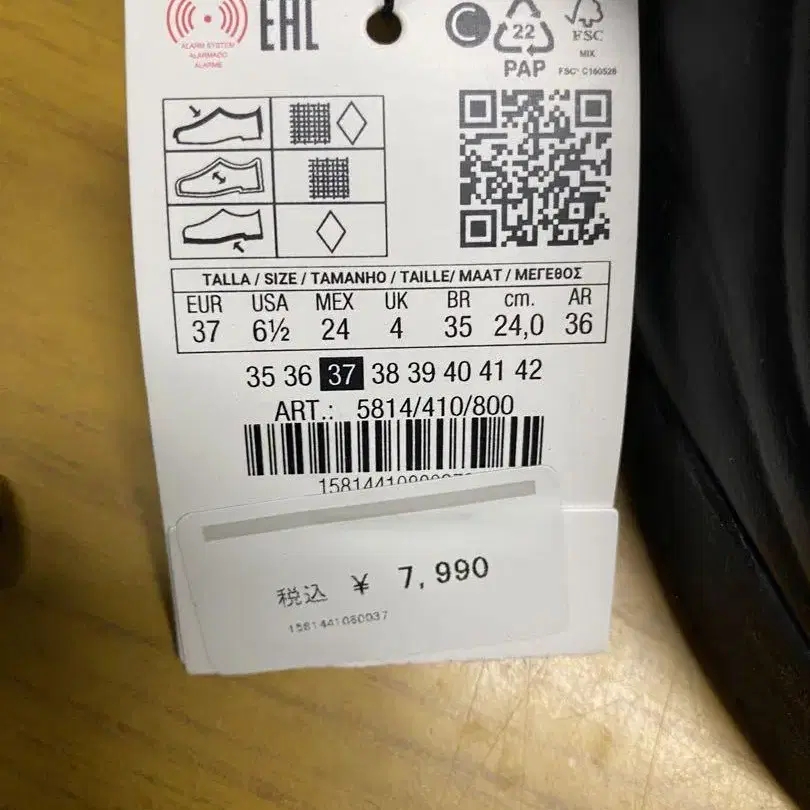 ALARM SYSTEM
ALARMADO
ALARME
EAC
C
22
PAP
FSC
MIX
FSC® C160526
TALLA / SIZE / TAMANHO / TAILLE/ MAAT / ΜΕΓΕΘΟΣ
EUR USA MEX UK BR cm. AR
37 6½ 24 4 35 24,0 36
35 36 37 38 39 40 41 42
ART.: 5814/410/800
税込 ¥ 7,990
1581441080037